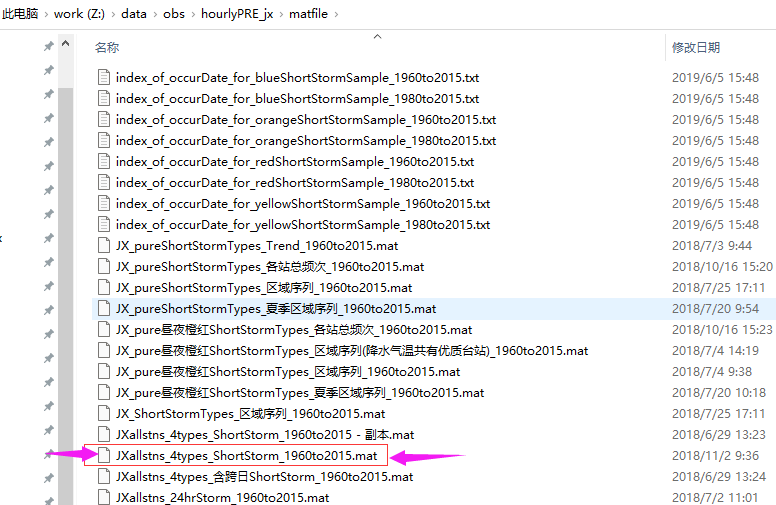 此电脑 › work (Z:) › data › obs › hourlyPRE_jx › matfile ›
名称 修改日期
index_of_occurDate_for_blueShortStormSample_1960to2015.txt 2019/6/5 15:48
index_of_occurDate_for_blueShortStormSample_1980to2015.txt 2019/6/5 15:48
index_of_occurDate_for_orangeShortStormSample_1960to2015.txt 2019/6/5 15:48
index_of_occurDate_for_orangeShortStormSample_1980to2015.txt 2019/6/5 15:48
index_of_occurDate_for_redShortStormSample_1960to2015.txt 2019/6/5 15:48
index_of_occurDate_for_redShortStormSample_1980to2015.txt 2019/6/5 15:48
index_of_occurDate_for_yellowShortStormSample_1960to2015.txt 2019/6/5 15:48
index_of_occurDate_for_yellowShortStormSample_1980to2015.txt 2019/6/5 15:48
JX_pureShortStormTypes_Trend_1960to2015.mat 2018/7/3 9:44
JX_pureShortStormTypes_各站总频次_1960to2015.mat 2018/10/16 15:20
JX_pureShortStormTypes_区域序列_1960to2015.mat 2018/7/25 17:11
JX_pureShortStormTypes_夏季区域序列_1960to2015.mat 2018/7/20 9:54
JX_pure昼夜橙红ShortStormTypes_各站总频次_1960to2015.mat 2018/10/16 15:23
JX_pure昼夜橙红ShortStormTypes_区域序列(降水气温共有优质台站)_1960to2015.mat 2018/7/4 14:19
JX_pure昼夜橙红ShortStormTypes_区域序列_1960to2015.mat 2018/7/4 9:38
JX_pure昼夜橙红ShortStormTypes_夏季区域序列_1960to2015.mat 2018/7/20 10:18
JX_ShortStormTypes_区域序列_1960to2015.mat 2018/7/25 17:11
JXallstns_4types_ShortStorm_1960to2015 - 副本.mat 2018/6/29 13:23
JXallstns_4types_ShortStorm_1960to2015.mat 2018/11/2 9:36
JXallstns_4types_含跨日ShortStorm_1960to2015.mat 2018/6/29 13:24
JXallstns_24hrStorm_1960to2015.mat 2018/7/2 11:01